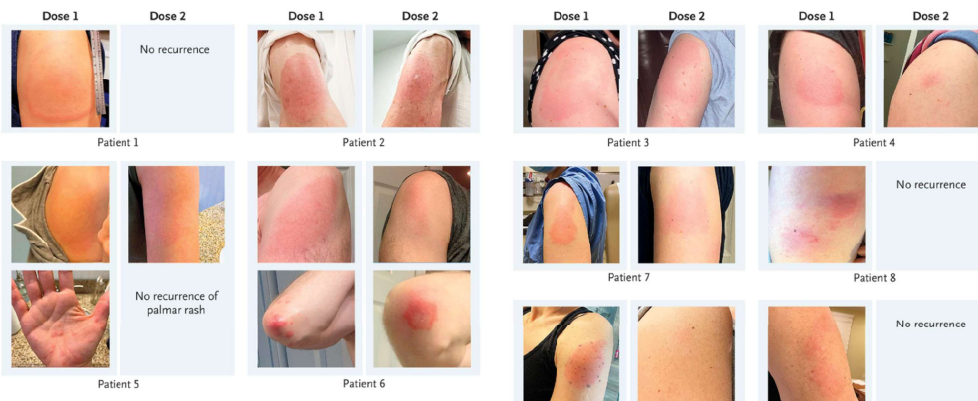 Dose 1
Dose 2
Dose 1
Dose 2
Dose 1
Dose 2
Dose 1
Dose 2
No recurrence
Patient 1
Patient 2
Patient 3
Patient 4
No recurrence
Patient 7
Patient 8
No recurrence of
palmar rash
No recurrence
Patient 5
Patient 6